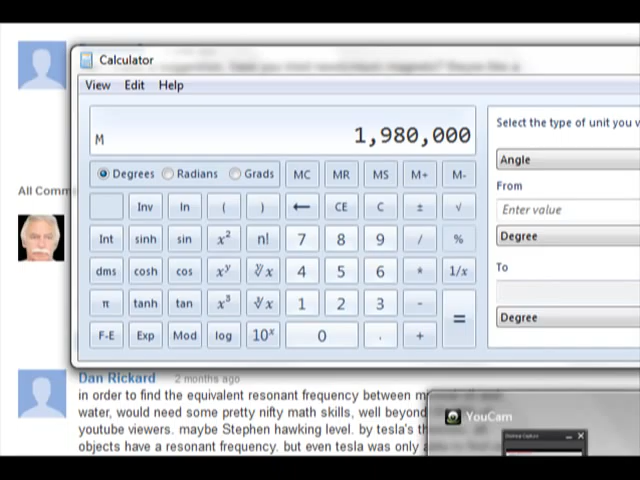 Calculator
View Edit Help
M 1,980,000
Degrees Radians Grads MC MR MS M+ M-
Inv ln ( ) ← CE C ± √
Int sinh sin x² n! 7 8 9 / %
dms cosh cos xʸ ʸ√x 4 5 6 * 1/x
π tanh tan x³ ³√x 1 2 3 - =
F-E Exp Mod log 10ˣ 0 . +
Select the type of unit you
Angle
From
Enter value
Degree
To
Degree
All Comm
Dan Rickard 2 months ago
in order to find the equivalent resonant frequency between
water, would need some pretty nifty math skills, well beyond
youtube viewers. maybe Stephen hawking level. by tesla's
objects have a resonant frequency. but even tesla was only
YouCam